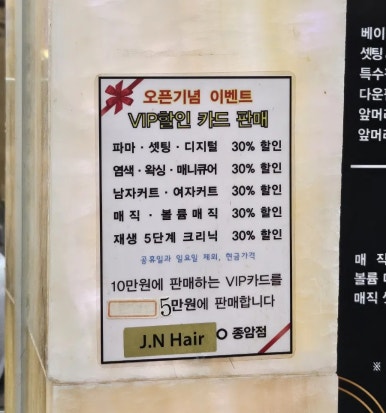 오픈기념 이벤트
VIP할인 카드 판매
파마·셋팅·디지털 30% 할인
염색·왁싱·매니큐어 30% 할인
남자커트·여자커트 30% 할인
매직·볼륨매직 30% 할인
재생 5단계 크리닉 30% 할인
공휴일과 일요일 제외, 현금가격
10만원에 판매하는 VIP카드를
5만원에 판매합니다
J.N Hair 종암점
베이
셋팅
특수
다운
앞머리
앞머리
매 직
볼륨 매
매직 셋
※